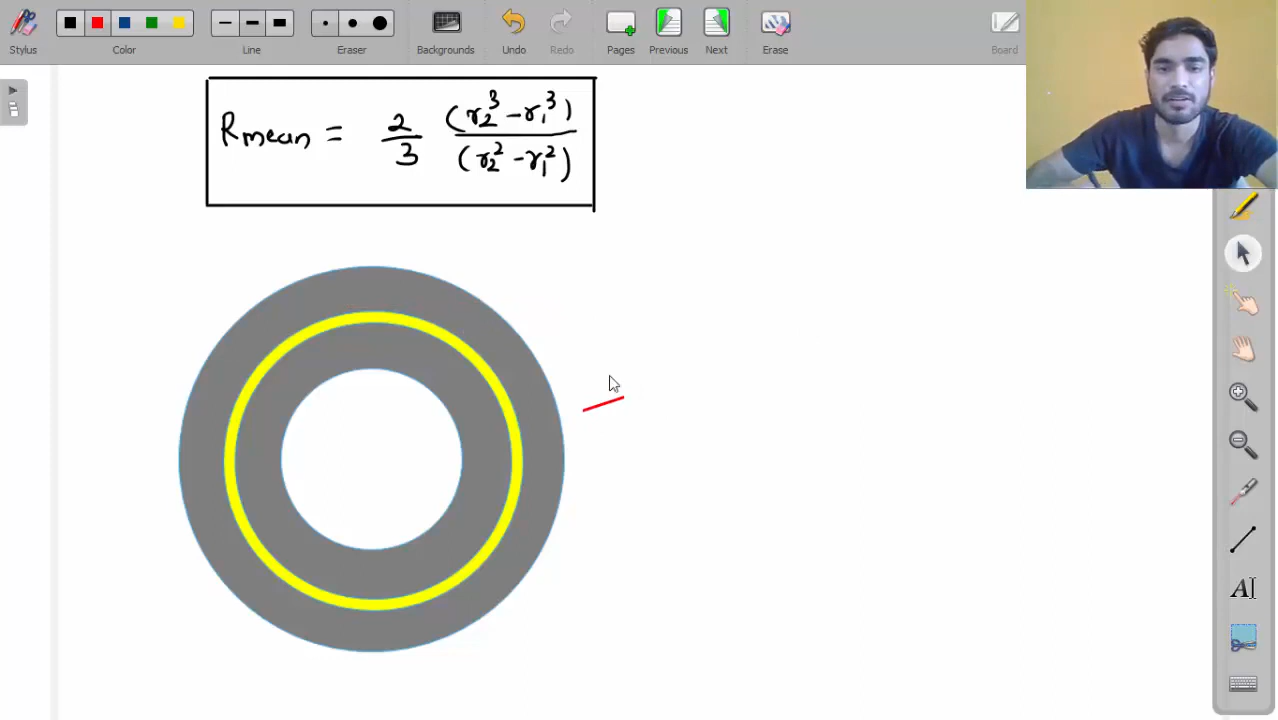 Stylus
Color
Line
Eraser
Backgrounds
Undo
Redo
Pages
Previous
Next
Erase
Board
Rmean = 2/3 (r₂³ - r₁³)/(r₂² - r₁²)
A